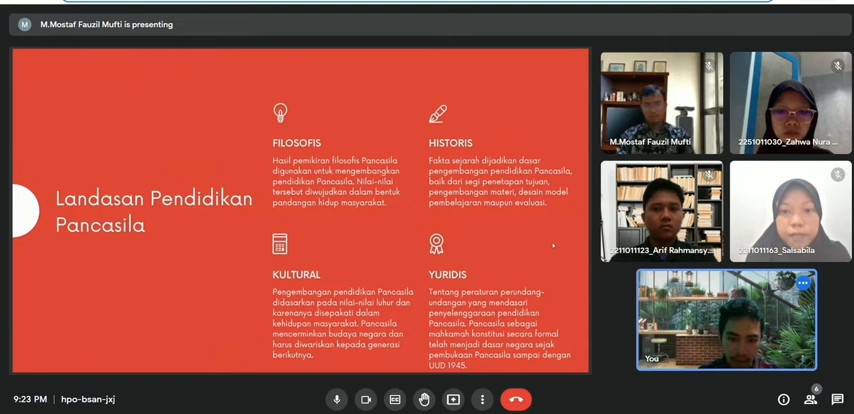 M
M.Mostaf Fauzil Mufti is presenting
Landasan Pendidikan
Pancasila
FILOSOFIS
Hasil pemikiran filosofis Pancasila
digunakan untuk mengembangkan
pendidikan Pancasila. Nilai-nilai
tersebut diwujudkan dalam bentuk
pandangan hidup masyarakat.
HISTORIS
Fakta sejarah dijadikan dasar
pengembangan pendidikan Pancasila,
baik dari segi penetapan tujuan,
pengembangan materi, desain model
pembelajaran maupun evaluasi.
KULTURAL
Pengembangan pendidikan Pancasila
didasarkan pada nilai-nilai luhur dan
karenanya disepakati dalam
kehidupan masyarakat. Pancasila
mencerminkan budaya negara dan
harus diwariskan kepada generasi
berikutnya.
YURIDIS
Tentang peraturan perundang-
undangan yang mendasari
penyelenggaraan pendidikan
Pancasila. Pancasila sebagai
mahkamah konstitusi secara formal
telah menjadi dasar negara sejak
pembukaan Pancasila sampai dengan
UUD 1945.
M.Mostaf Fauzil Mufti
2251011030_Zahwa Nura ...
2211011123_Arif Rahmansy...
2211011163_Salsabila
You
9:23 PM | hpo-bsan-jxj
6